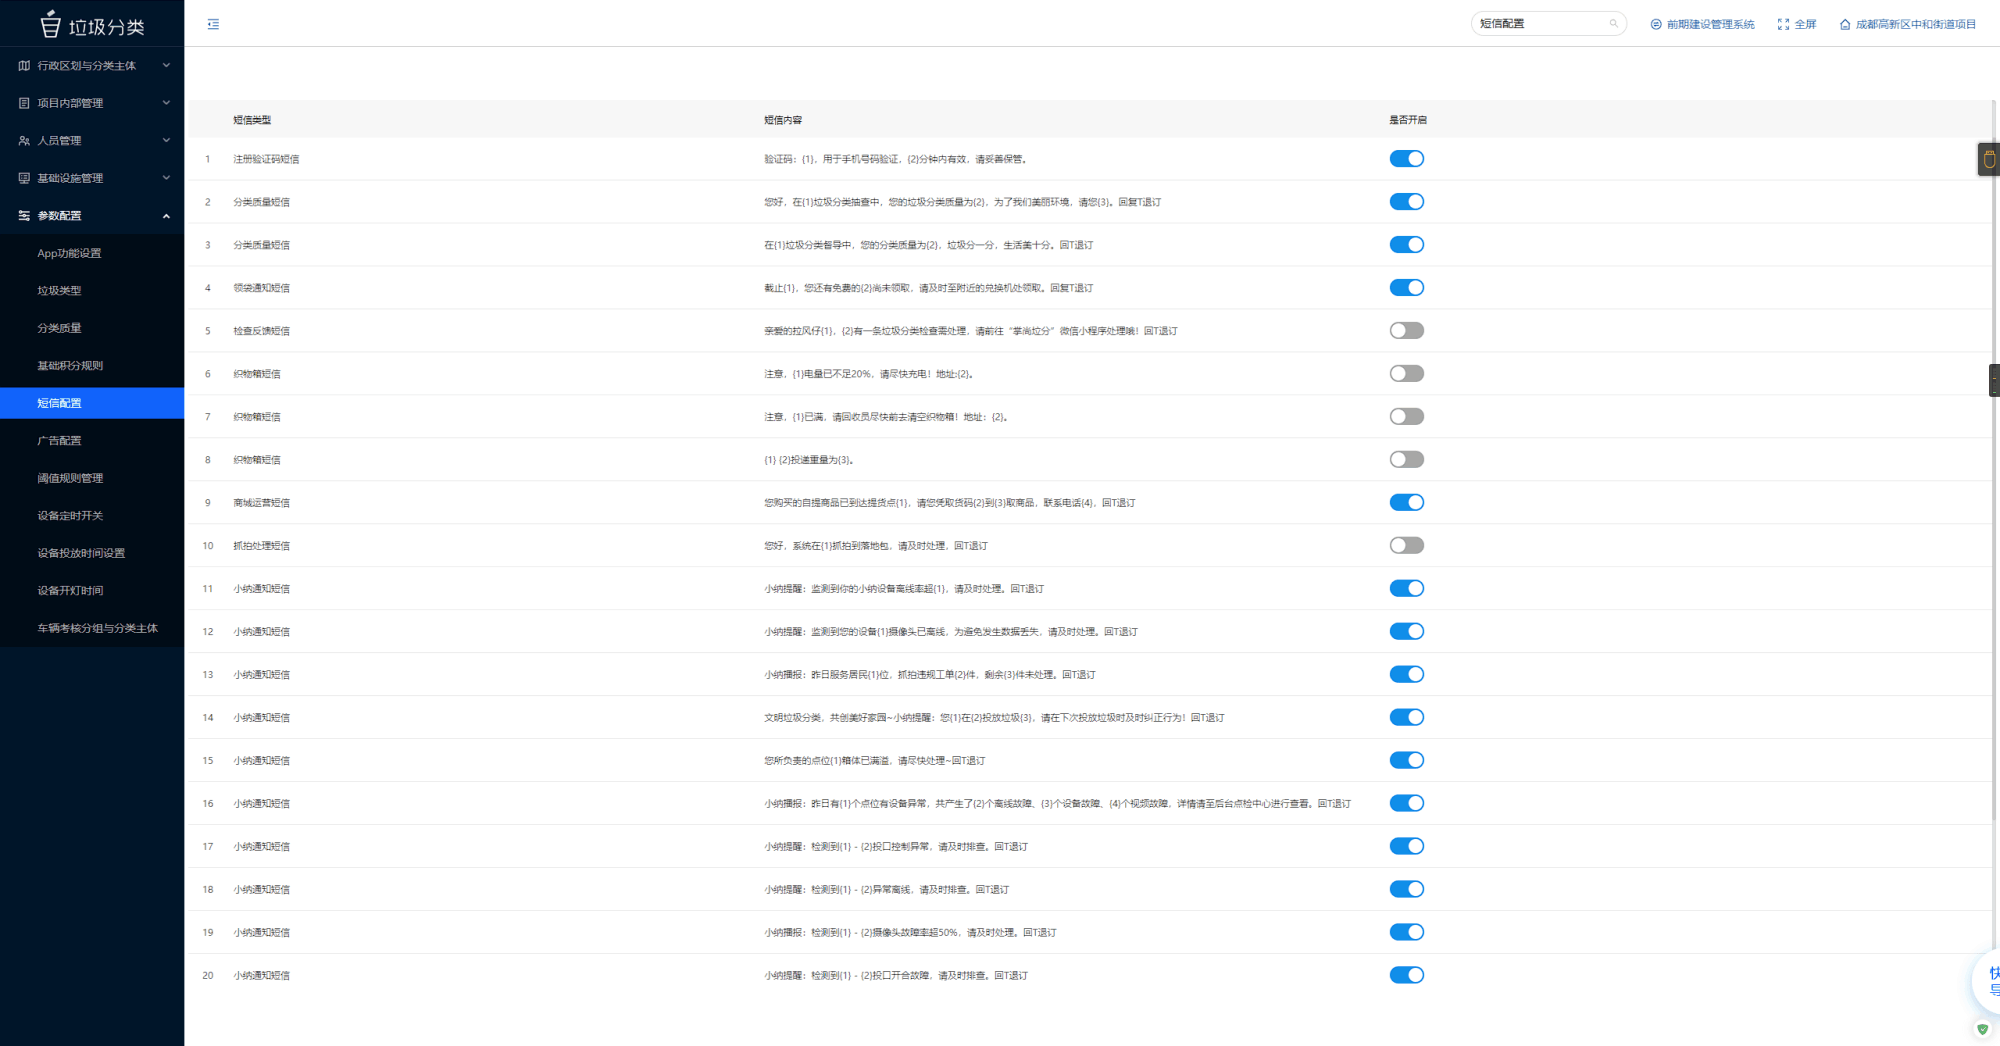 垃圾分类
短信配置
前期建设管理系统
全屏
成都高新区中和街道项目
行政区划与分类主体
项目内部管理
人员管理
基础设施管理
参数配置
App功能设置
垃圾类型
分类质量
基础积分规则
短信配置
广告配置
阈值规则管理
设备定时开关
设备投放时间设置
设备开灯时间
车辆考核分组与分类主体
短信类型 短信内容 是否开启
1 注册验证码短信 验证码：{1}，用于手机号码验证，{2}分钟内有效，请妥善保管。
2 分类质量短信 您好，在{1}垃圾分类抽查中，您的垃圾分类质量为{2}，为了我们美丽环境，请您{3}。回复T退订
3 分类质量短信 在{1}垃圾分类督导中，您的分类质量为{2}，垃圾分一分，生活美十分。回T退订
4 领袋通知短信 截止{1}，您还有免费的{2}尚未领取，请及时至附近的兑换机处领取。回复T退订
5 检查反馈短信 亲爱的拉风仔{1}，{2}有一条垃圾分类检查需处理，请前往“掌尚垃分”微信小程序处理哦！回T退订
6 织物箱短信 注意，{1}电量已不足20%，请尽快充电！地址:{2}。
7 织物箱短信 注意，{1}已满，请回收员尽快前去清空织物箱！地址：{2}。
8 织物箱短信 {1} {2}投递重量为{3}。
9 商城运营短信 您购买的自提商品已到达提货点{1}，请您凭取货码{2}到{3}取商品，联系电话{4}，回T退订
10 抓拍处理短信 您好，系统在{1}抓拍到落地包，请及时处理，回T退订
11 小纳通知短信 小纳提醒：监测到你的小纳设备离线率超{1}，请及时处理。回T退订
12 小纳通知短信 小纳提醒：监测到您的设备{1}摄像头已离线，为避免发生数据丢失，请及时处理。回T退订
13 小纳通知短信 小纳播报：昨日服务居民{1}位，抓拍违规工单{2}件，剩余{3}件未处理。回T退订
14 小纳通知短信 文明垃圾分类，共创美好家园~小纳提醒：您{1}在{2}投放垃圾{3}，请在下次投放垃圾时及时纠正行为！回T退订
15 小纳通知短信 您所负责的点位{1}箱体已满溢，请尽快处理~回T退订
16 小纳通知短信 小纳播报：昨日有{1}个点位有设备异常，共产生了{2}个离线故障、{3}个设备故障、{4}个视频故障，详情请至后台点检中心进行查看。回T退订
17 小纳通知短信 小纳提醒：检测到{1} - {2}投口控制异常，请及时排查。回T退订
18 小纳通知短信 小纳提醒：检测到{1} - {2}异常离线，请及时排查。回T退订
19 小纳通知短信 小纳播报：检测到{1} - {2}摄像头故障率超50%，请及时处理。回T退订
20 小纳通知短信 小纳提醒：检测到{1} - {2}投口开合故障，请及时排查。回T退订
快
导